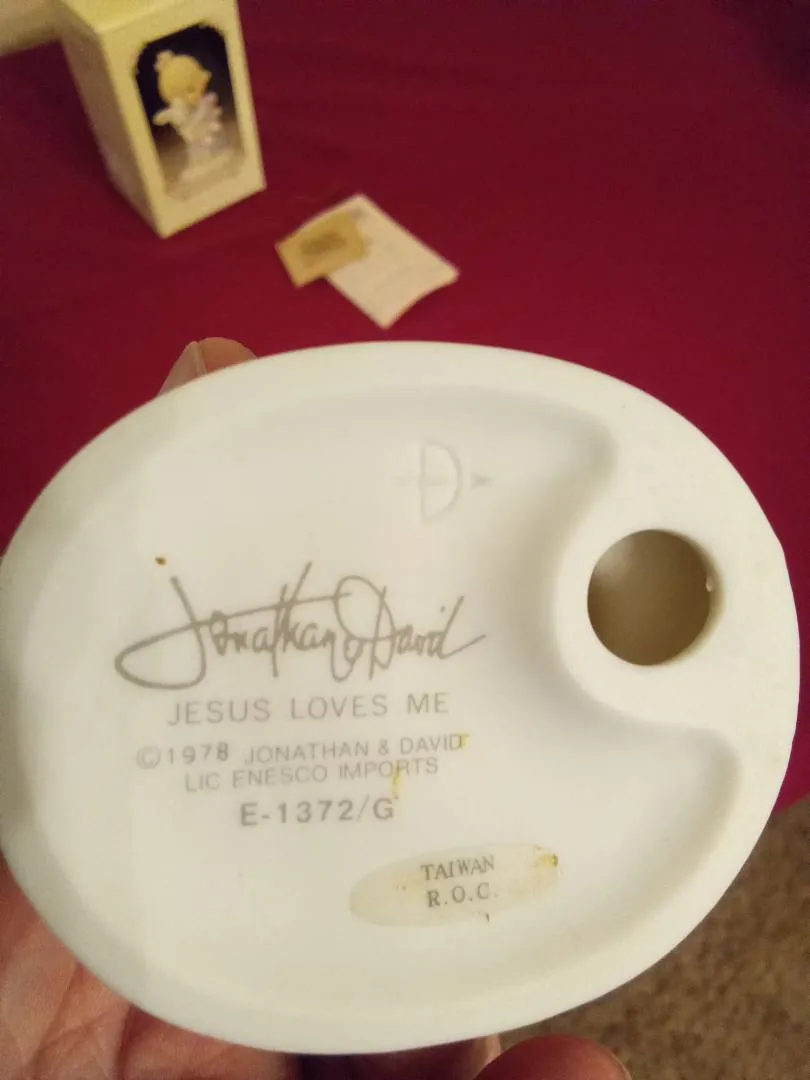 Jonathan & David
JESUS LOVES ME
©1978 JONATHAN & DAVID
LIC ENESCO IMPORTS
E-1372/G
TAIWAN
R.O.C.